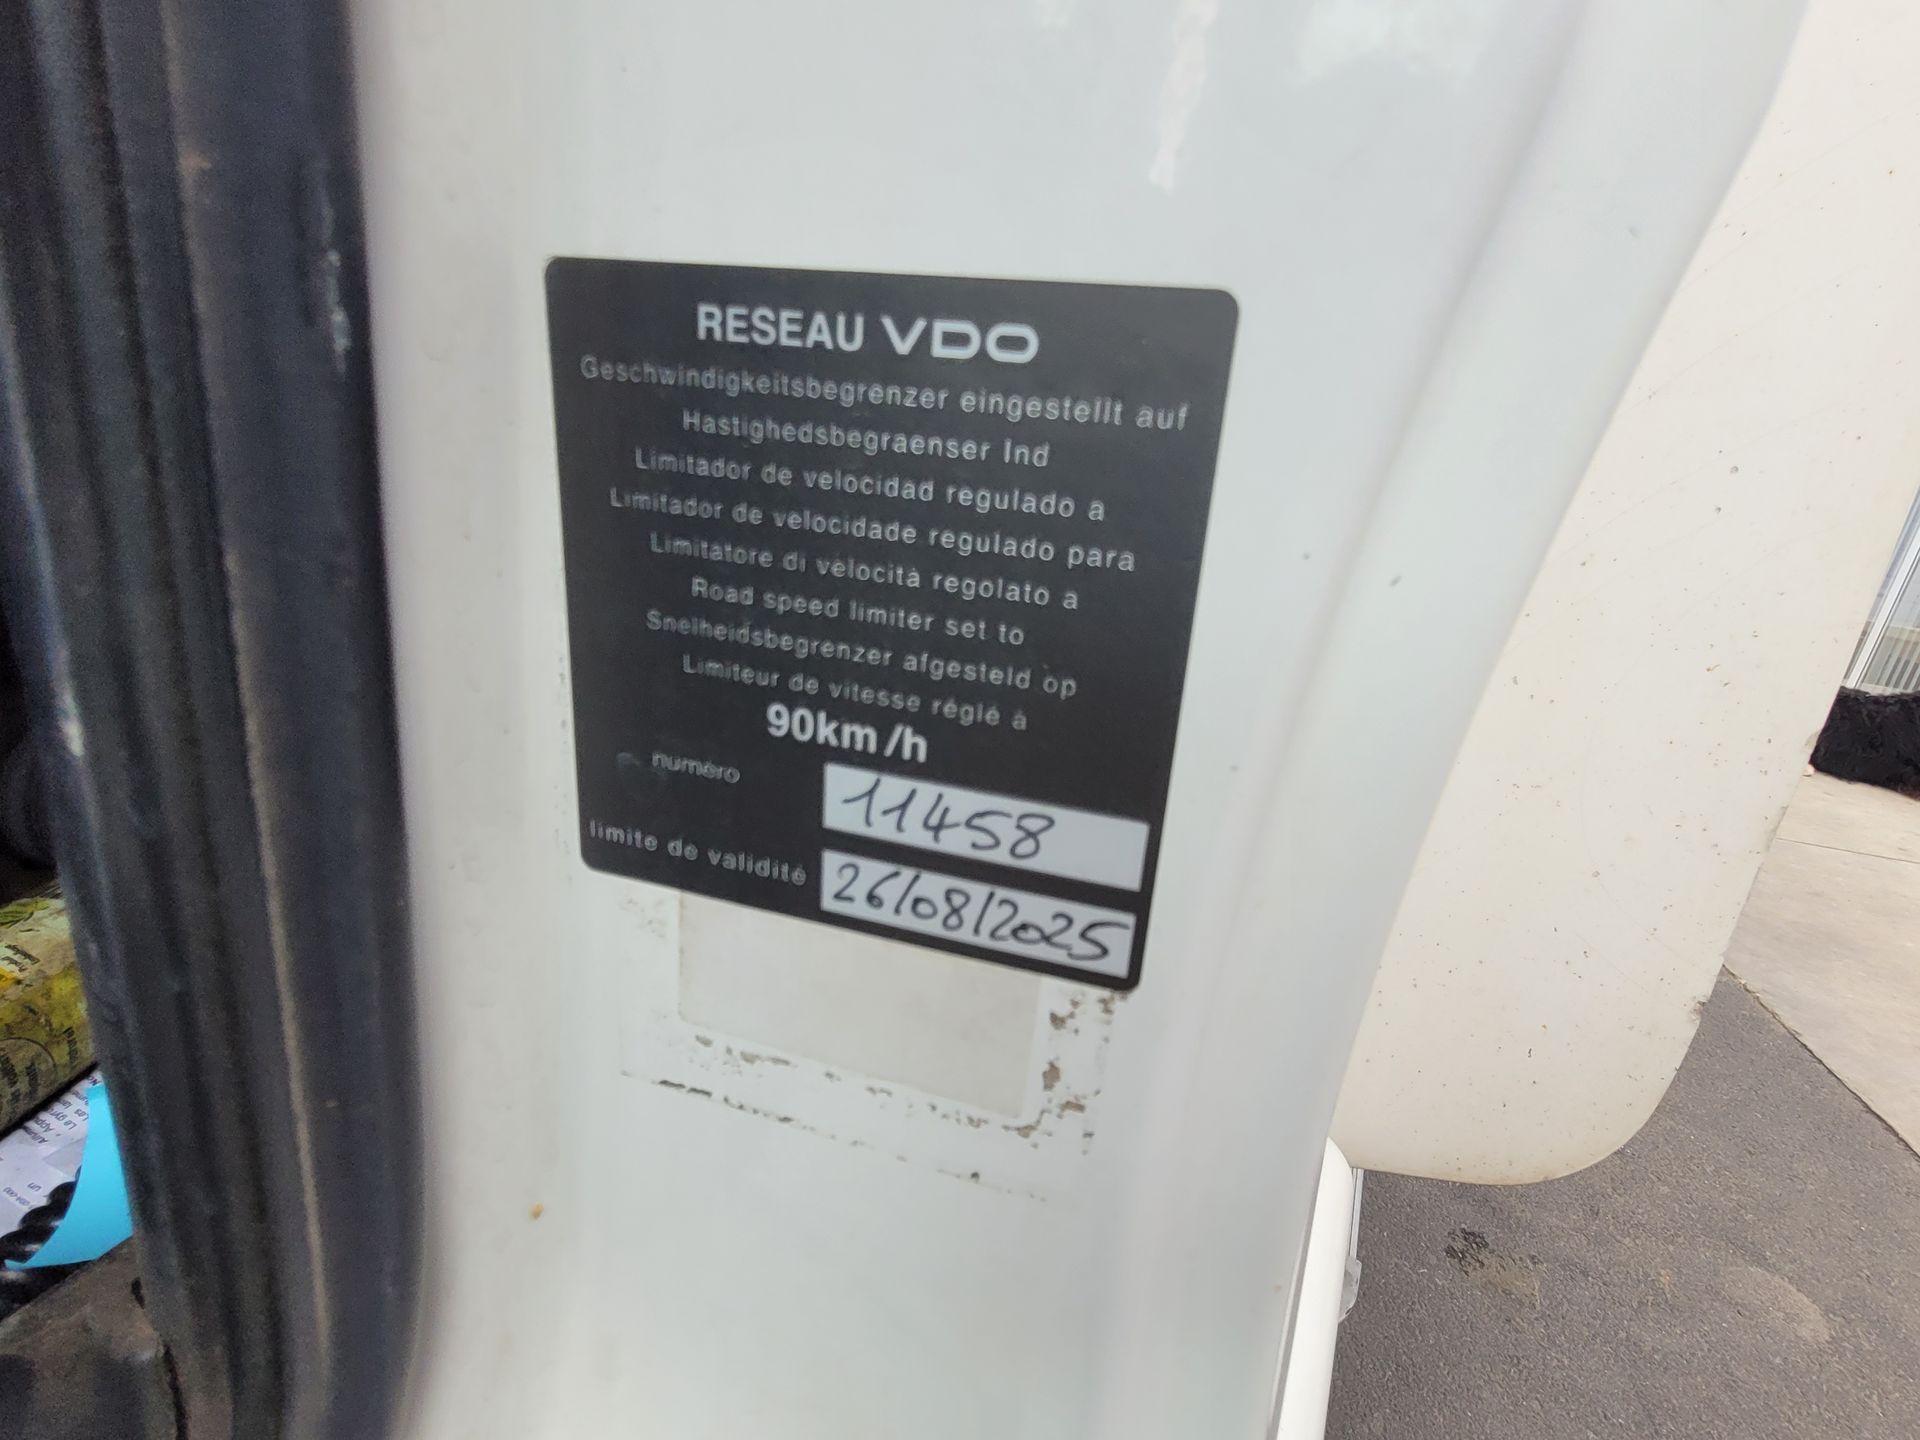 RESEAU VDO
Geschwindigkeitsbegrenzer eingestellt auf
Hastighedsbegraenser Ind
Limitador de velocidad regulado a
Limitador de velocidade regulado para
Limitatore di velocità regolato a
Road speed limiter set to
Snelheidsbegrenzer afgesteld op
Limiteur de vitesse réglé à
90km/h
numéro 11458
limite de validité 26/08/2025